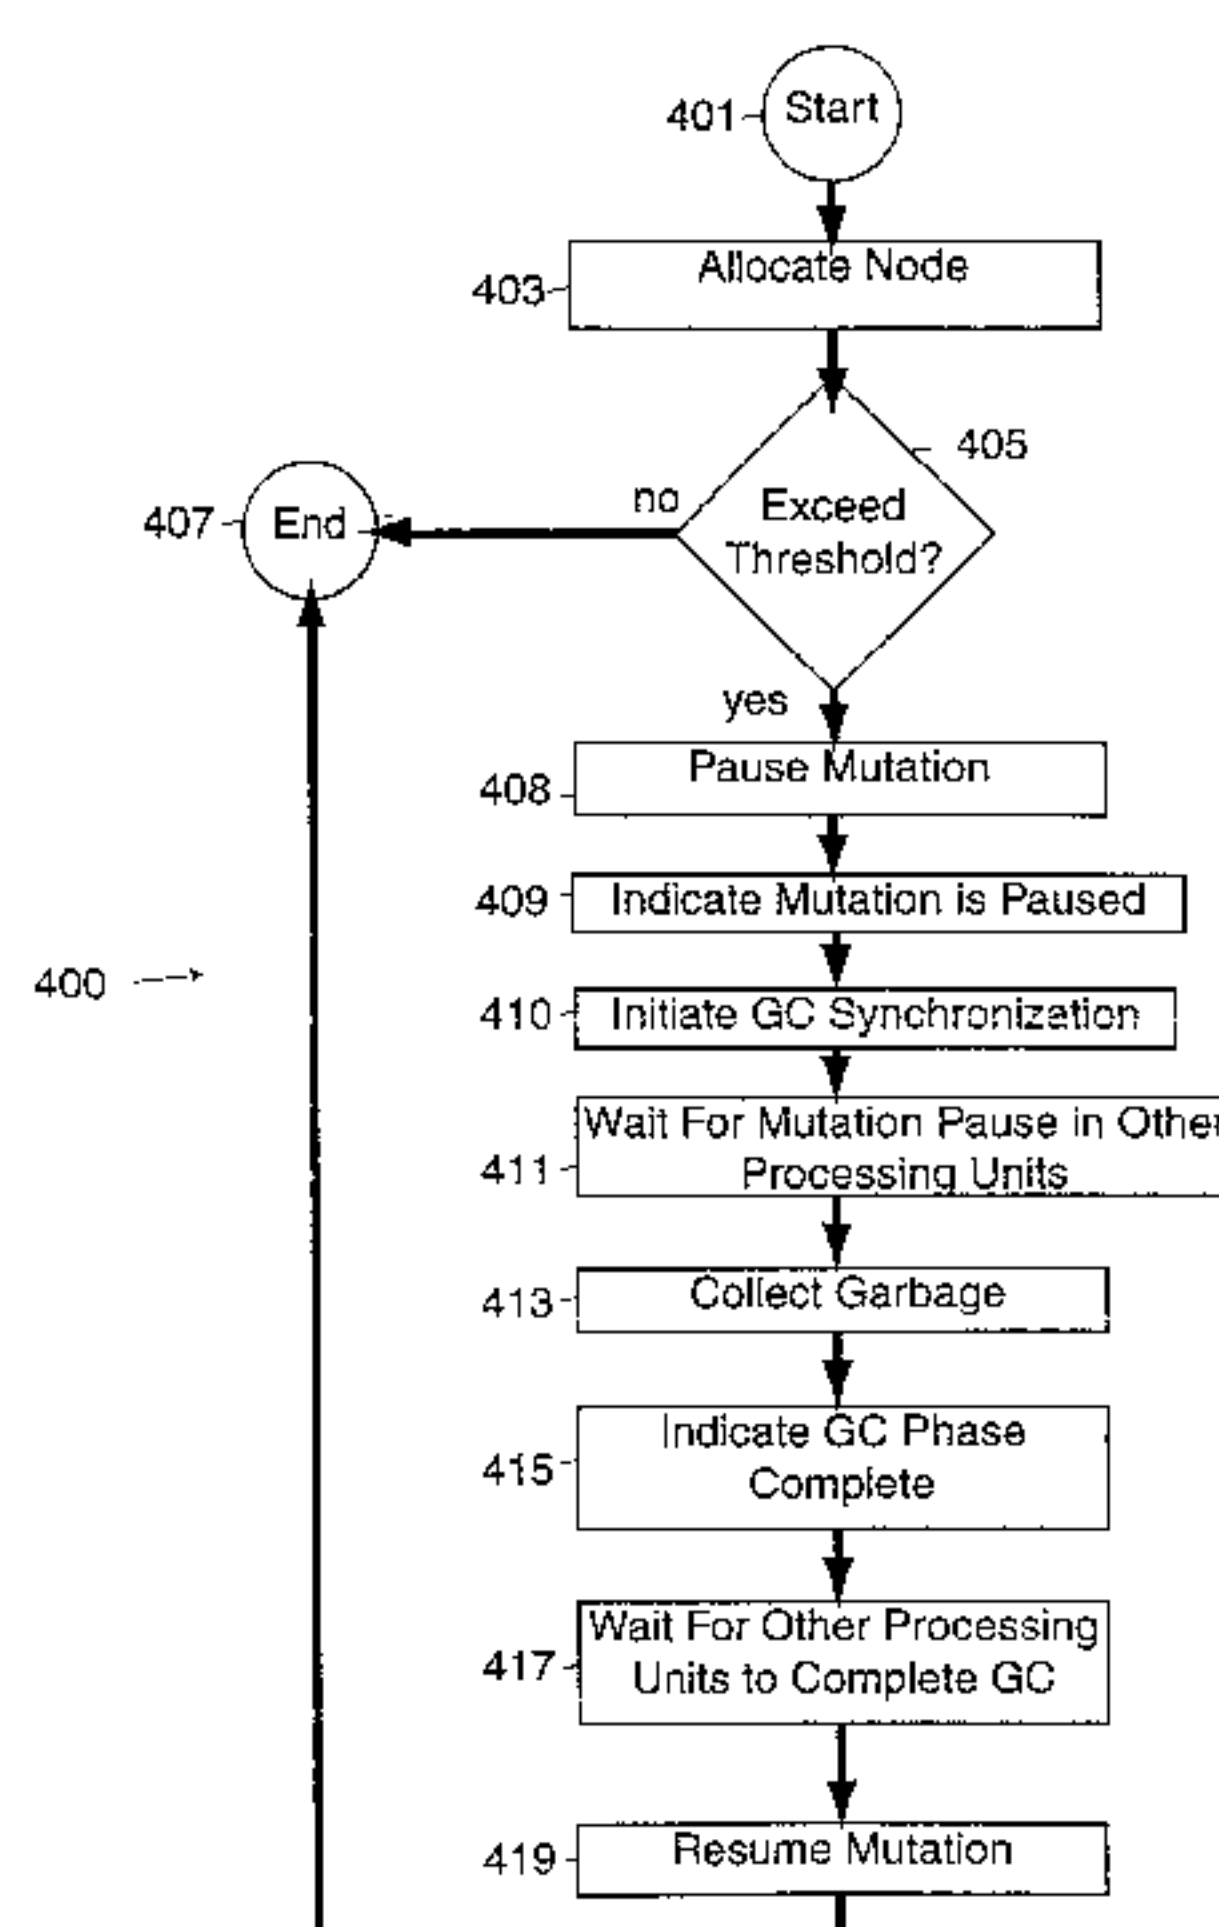 401
Start
403
Allocate Node
405
Exceed
Threshold?
no
407
End
yes
408
Pause Mutation
409
Indicate Mutation is Paused
400
410
Initiate GC Synchronization
411
Wait For Mutation Pause in Other
Processing Units
413
Collect Garbage
415
Indicate GC Phase
Complete
417
Wait For Other Processing
Units to Complete GC
419
Resume Mutation